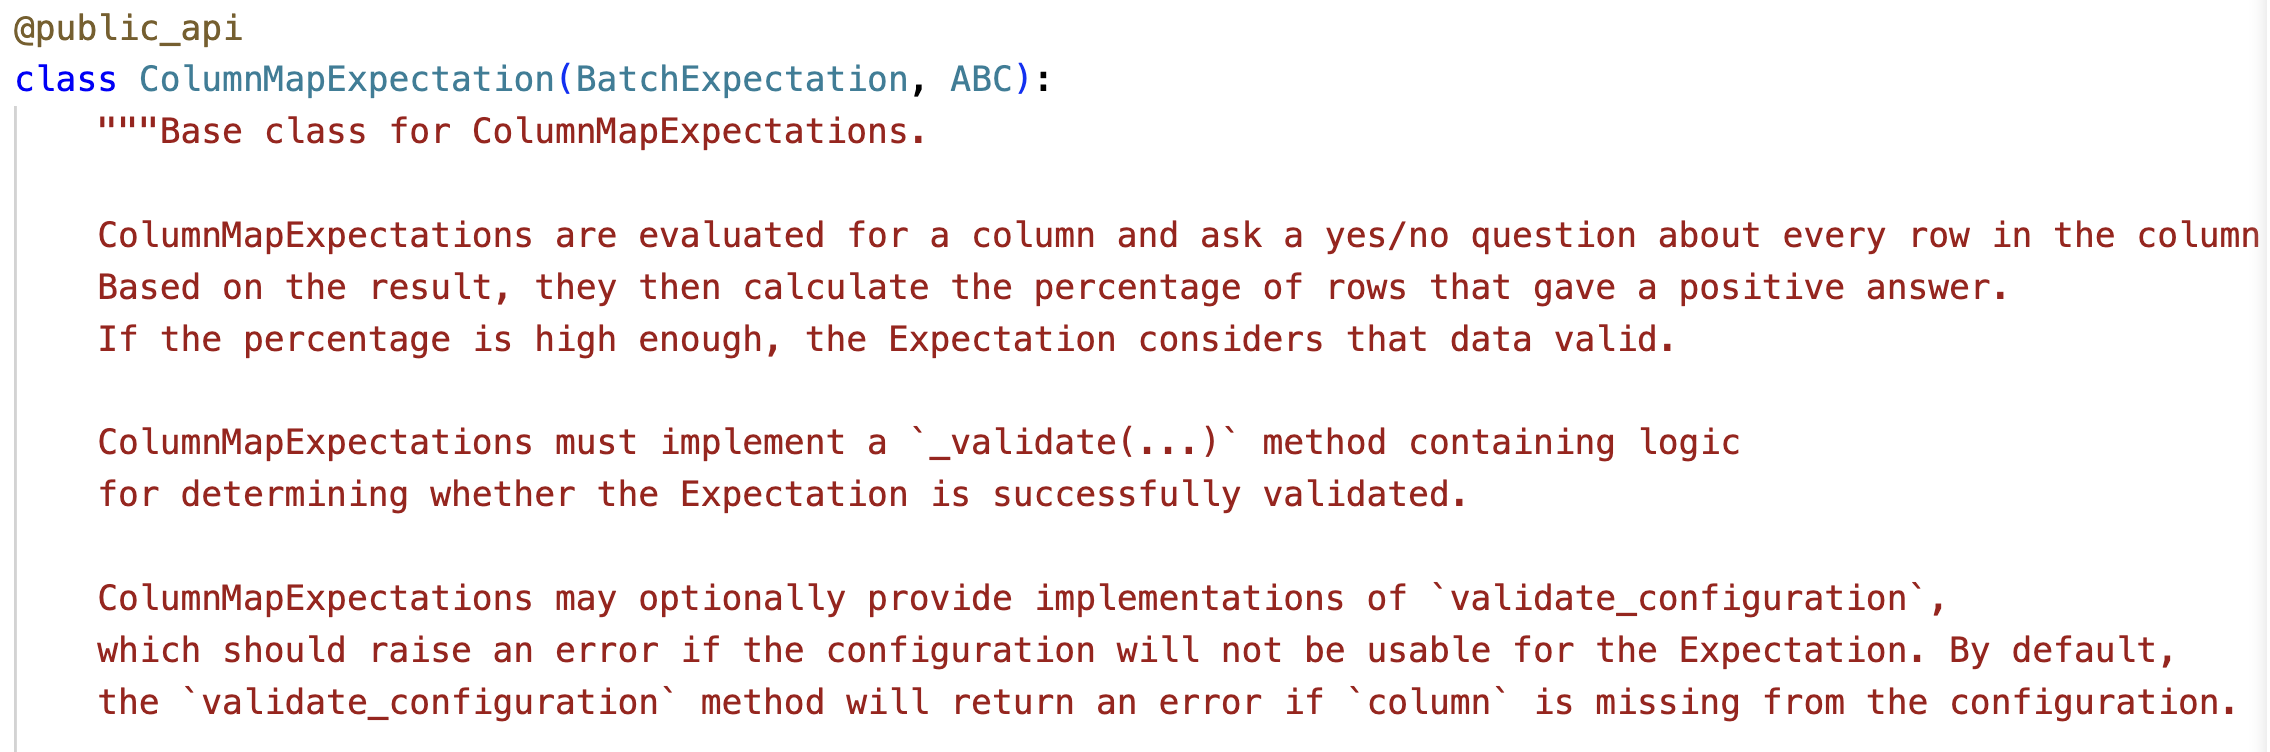 @public_api
class ColumnMapExpectation(BatchExpectation, ABC):
"""Base class for ColumnMapExpectations.
ColumnMapExpectations are evaluated for a column and ask a yes/no question about every row in the column
Based on the result, they then calculate the percentage of rows that gave a positive answer.
If the percentage is high enough, the Expectation considers that data valid.
ColumnMapExpectations must implement a `_validate(...)` method containing logic
for determining whether the Expectation is successfully validated.
ColumnMapExpectations may optionally provide implementations of `validate_configuration`,
which should raise an error if the configuration will not be usable for the Expectation. By default,
the `validate_configuration` method will return an error if `column` is missing from the configuration.